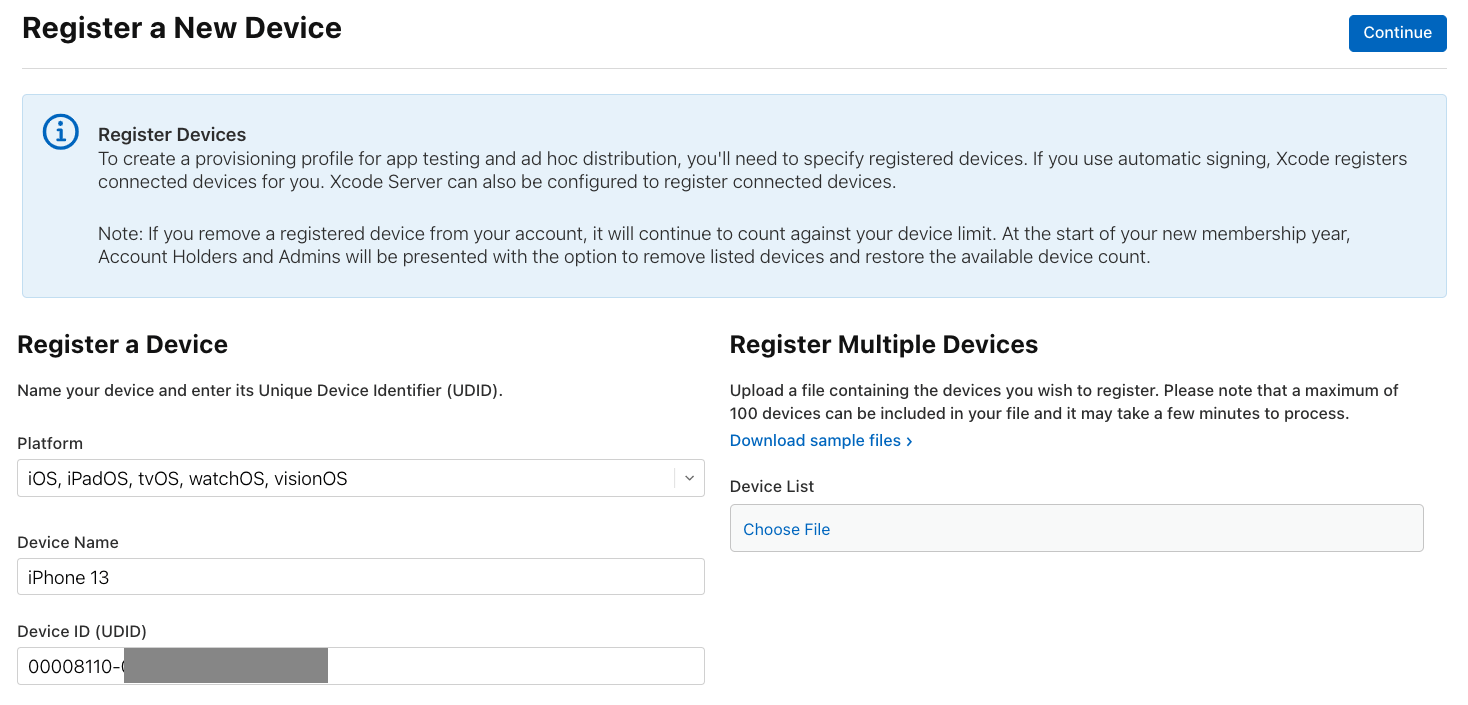 Register a New Device
Continue
Register Devices
To create a provisioning profile for app testing and ad hoc distribution, you'll need to specify registered devices. If you use automatic signing, Xcode registers
connected devices for you. Xcode Server can also be configured to register connected devices.
Note: If you remove a registered device from your account, it will continue to count against your device limit. At the start of your new membership year,
Account Holders and Admins will be presented with the option to remove listed devices and restore the available device count.
Register a Device
Name your device and enter its Unique Device Identifier (UDID).
Platform
iOS, iPadOS, tvOS, watchOS, visionOS
Device Name
iPhone 13
Device ID (UDID)
00008110-
Register Multiple Devices
Upload a file containing the devices you wish to register. Please note that a maximum of
100 devices can be included in your file and it may take a few minutes to process.
Download sample files ›
Device List
Choose File